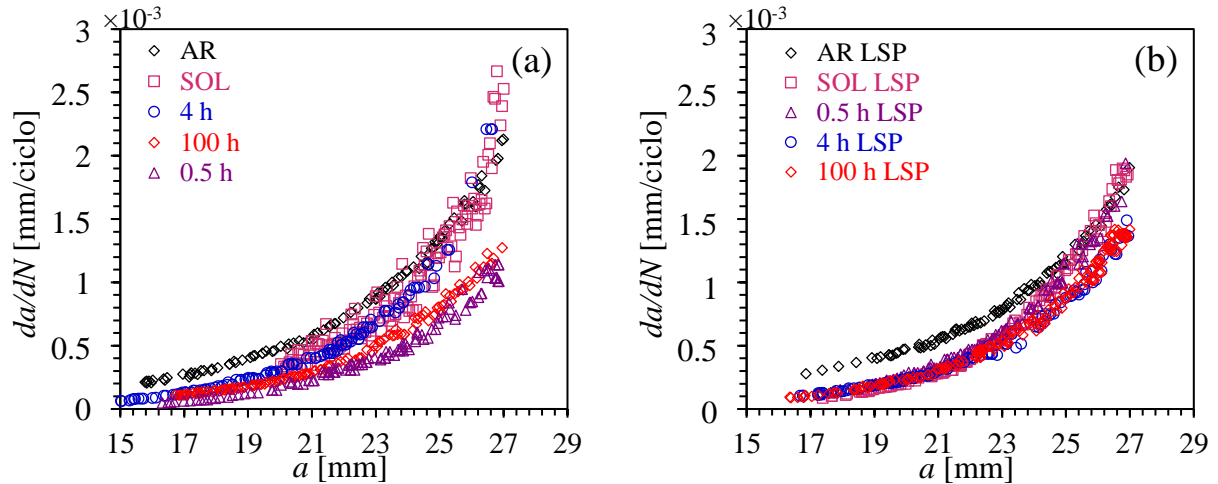 ×10⁻³
3
2.5
2
1.5
1
0.5
0
da/dN [mm/ciclo]
AR
SOL
4 h
100 h
0.5 h
(a)
15 17 19 21 23 25 27 29
a [mm]
×10⁻³
3
2.5
2
1.5
1
0.5
0
da/dN [mm/ciclo]
AR LSP
SOL LSP
0.5 h LSP
4 h LSP
100 h LSP
(b)
15 17 19 21 23 25 27 29
a [mm]